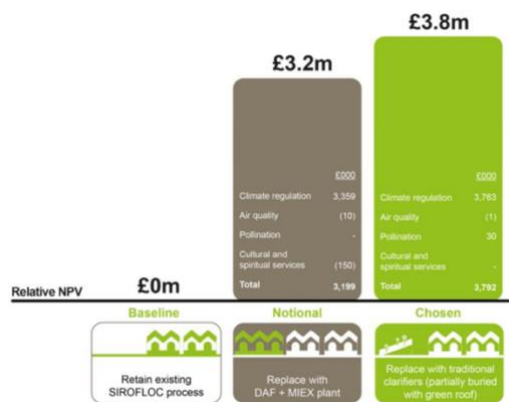 £3.8m
£3.2m
£000
Climate regulation 3,359
Air quality (10)
Pollination -
Cultural and
spiritual services (150)
Total 3,199
£000
Climate regulation 3,763
Air quality (1)
Pollination 30
Cultural and
spiritual services -
Total 3,792
Relative NPV £0m
Baseline Notional Chosen
Retain existing
SIROFLOC process
Replace with
DAF + MIEX plant
Replace with traditional
clarifiers (partially buried
with green roof)